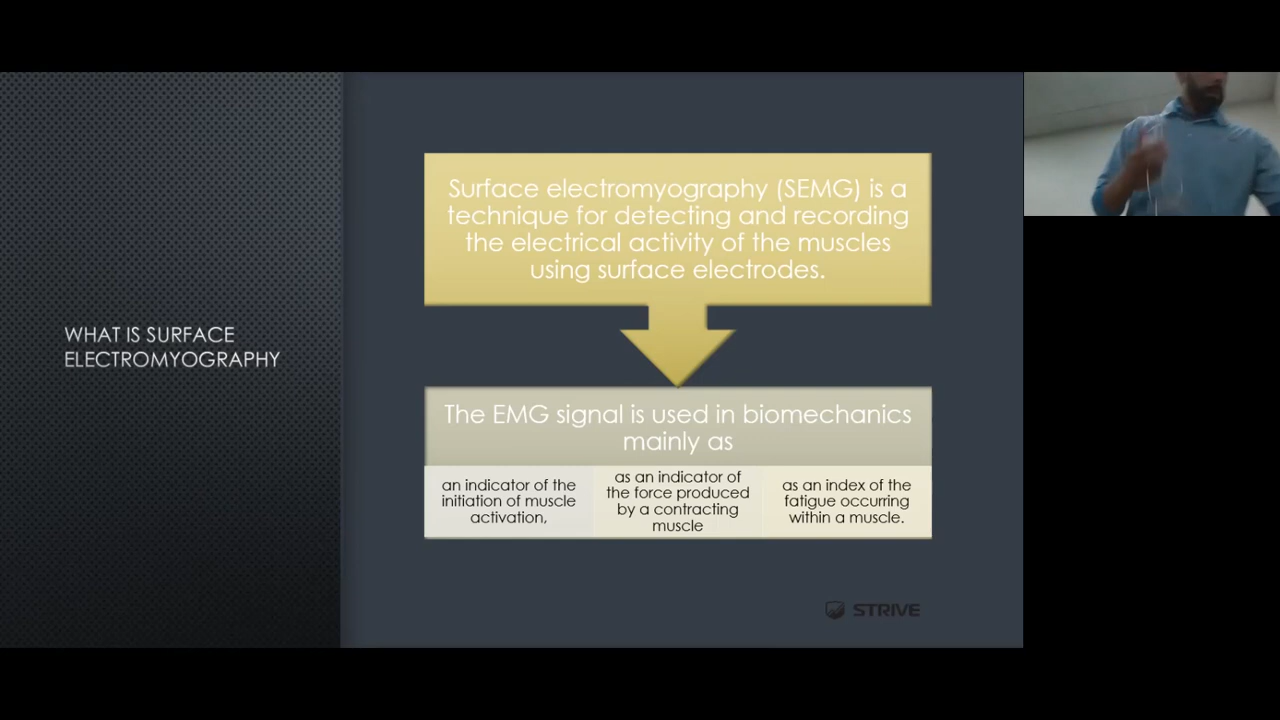 WHAT IS SURFACE
ELECTROMYOGRAPHY
Surface electromyography (SEMG) is a
technique for detecting and recording
the electrical activity of the muscles
using surface electrodes.
The EMG signal is used in biomechanics
mainly as
an indicator of the
initiation of muscle
activation,
as an indicator of
the force produced
by a contracting
muscle
as an index of the
fatigue occurring
within a muscle.
STRIVE